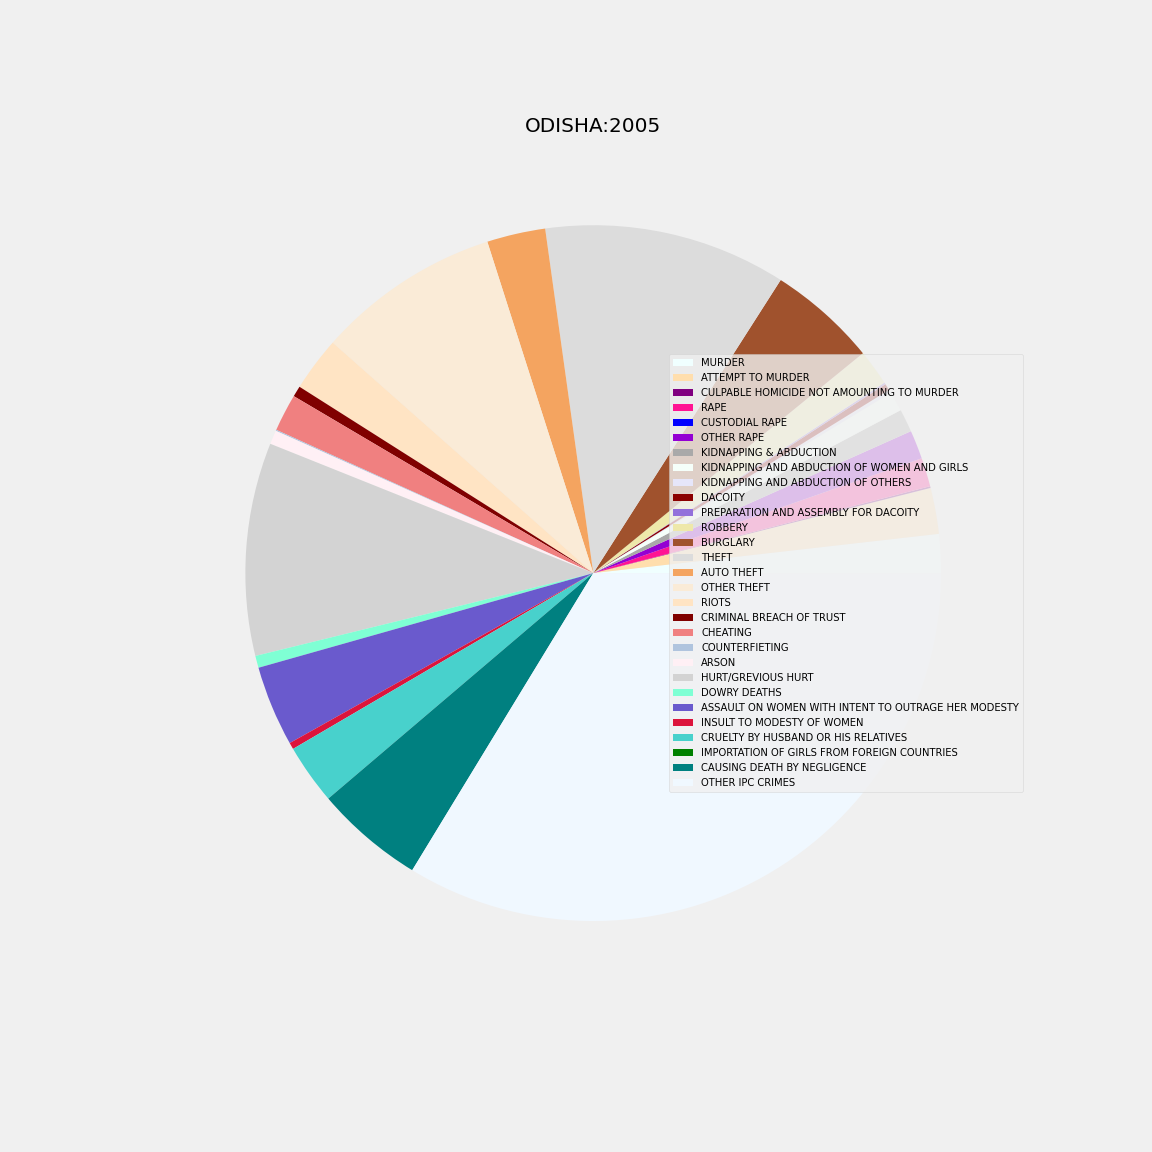 ODISHA:2005
MURDER
ATTEMPT TO MURDER
CULPABLE HOMICIDE NOT AMOUNTING TO MURDER
RAPE
CUSTODIAL RAPE
OTHER RAPE
KIDNAPPING & ABDUCTION
KIDNAPPING AND ABDUCTION OF WOMEN AND GIRLS
KIDNAPPING AND ABDUCTION OF OTHERS
DACOITY
PREPARATION AND ASSEMBLY FOR DACOITY
ROBBERY
BURGLARY
THEFT
AUTO THEFT
OTHER THEFT
RIOTS
CRIMINAL BREACH OF TRUST
CHEATING
COUNTERFIETING
ARSON
HURT/GREVIOUS HURT
DOWRY DEATHS
ASSAULT ON WOMEN WITH INTENT TO OUTRAGE HER MODESTY
INSULT TO MODESTY OF WOMEN
CRUELTY BY HUSBAND OR HIS RELATIVES
IMPORTATION OF GIRLS FROM FOREIGN COUNTRIES
CAUSING DEATH BY NEGLIGENCE
OTHER IPC CRIMES